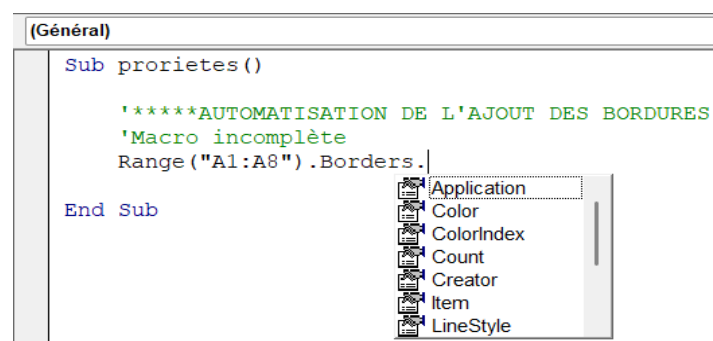 (Général)
Sub prorietes()
'*****AUTOMATISATION DE L'AJOUT DES BORDURES
'Macro incomplète
Range("A1:A8").Borders.
Application
Color
ColorIndex
Count
Creator
Item
LineStyle
End Sub